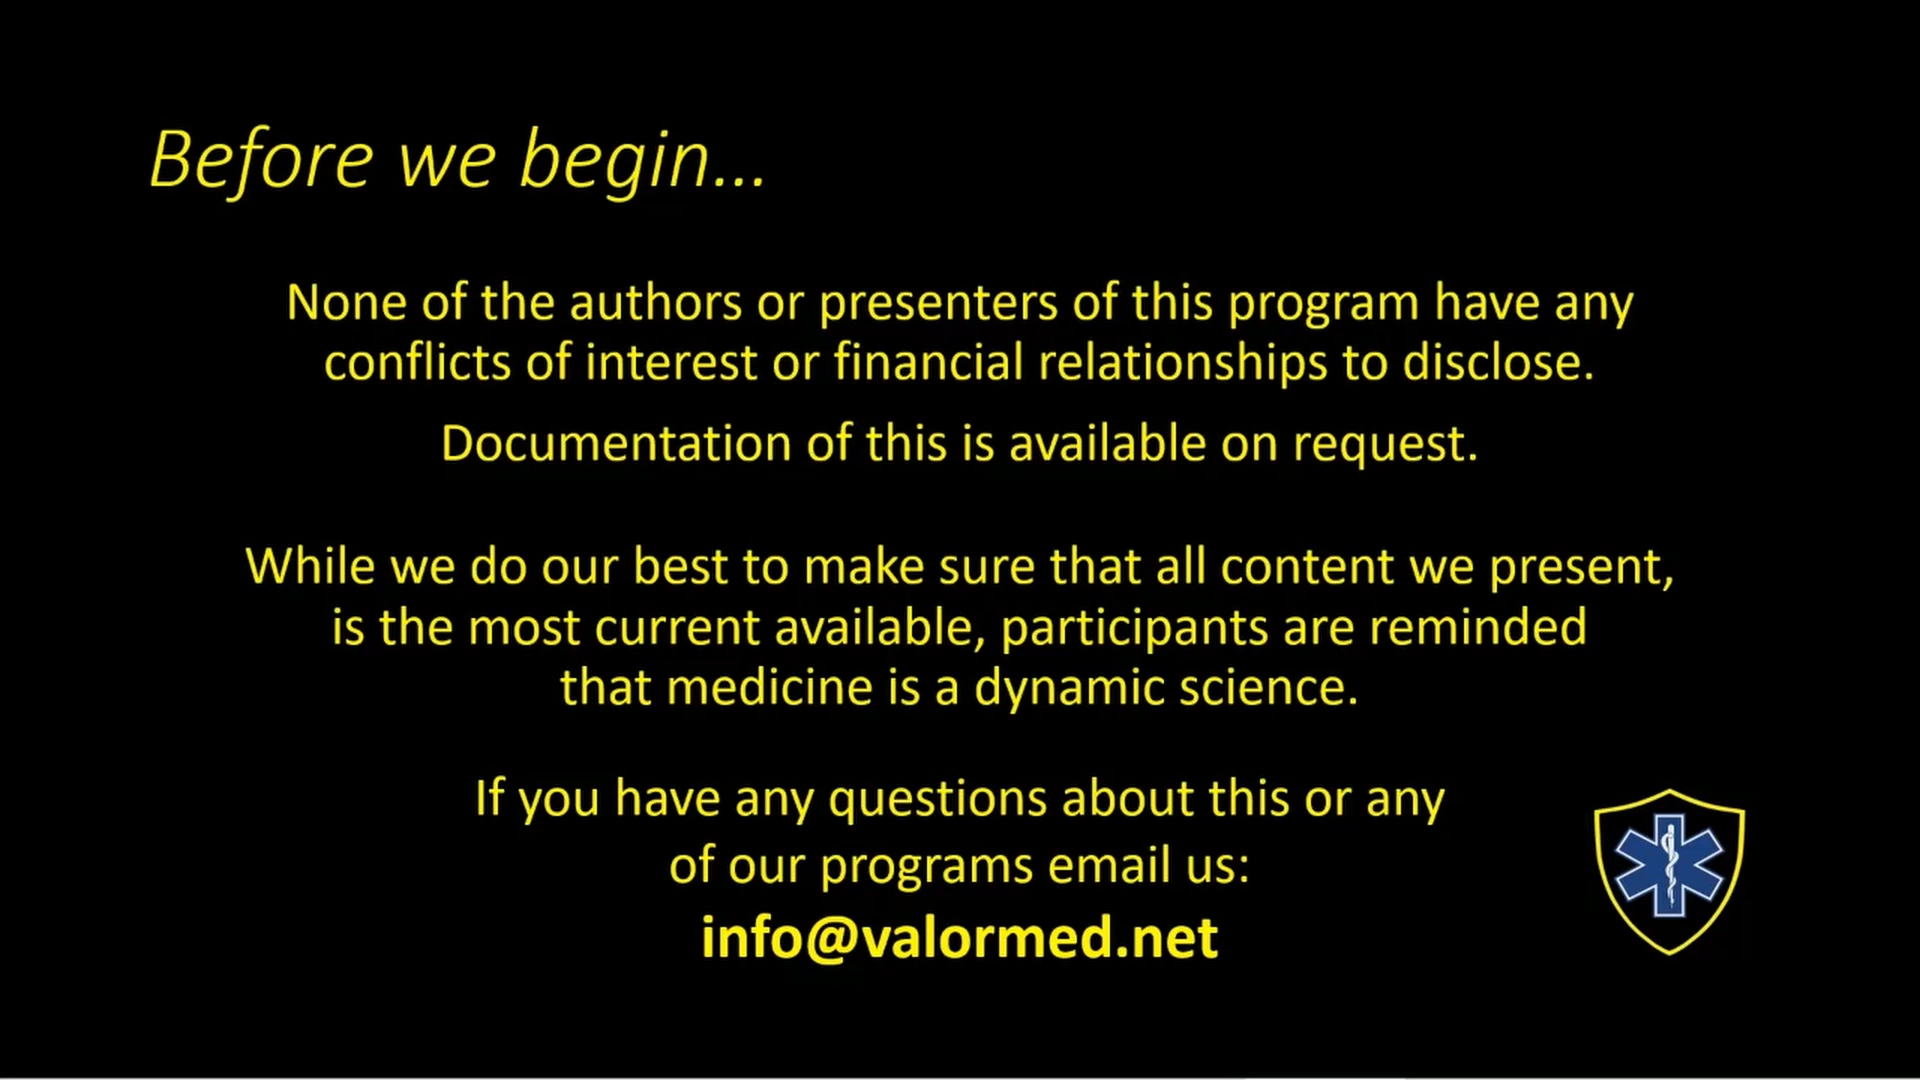 Before we begin...
None of the authors or presenters of this program have any
conflicts of interest or financial relationships to disclose.
Documentation of this is available on request.
While we do our best to make sure that all content we present,
is the most current available, participants are reminded
that medicine is a dynamic science.
If you have any questions about this or any
of our programs email us:
info@valormed.net